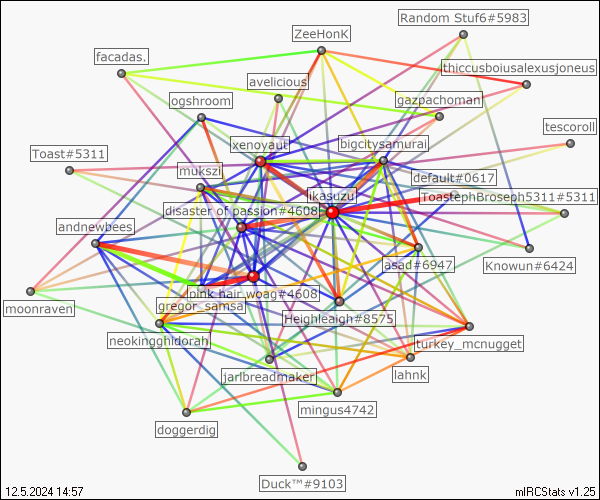 Random Stuf6#5983
ZeeHonK
facadas.
thiccusboiusalexusjoneus
avelicious
ogshroom
gazpachoman
tescoroll
xenoyaut
bigcitysamurai
Toast#5311
mukszi
default#0617
ikasuzu
ToastephBroseph5311#5311
disaster of passion#4608
andnewbees
asad#6947
Knowun#6424
pink hair woag#4608
moonraven
gregor_samsa
Heighleigh#8575
neokingghidorah
turkey_mcnugget
jarlbreadmaker
lahnk
mingus4742
doggerdig
Duck™#9103
12.5.2024 14:57
mIRCStats v1.25